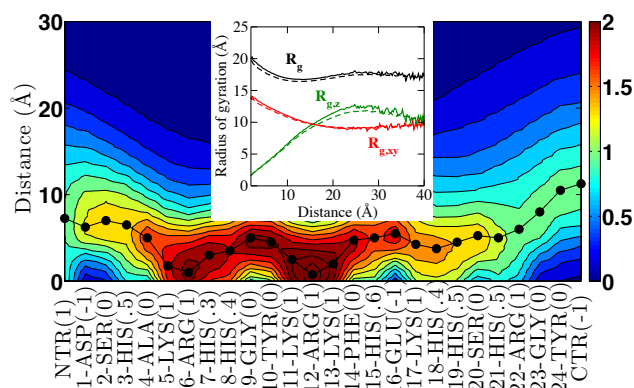 30
20
10
0
Distance (Å)
25
20
15
10
5
0
Radius of gyration (Å)
R_g
R_g,z
R_g,xy
10
20
30
40
Distance (Å)
2
1.5
1
0.5
0
NTR(1)
1-ASP(-1)
2-SER(0)
3-HIS(.5)
4-ALA(0)
5-LYS(1)
6-ARG(1)
7-HIS(.3)
8-HIS(.4)
9-GLY(0)
10-TYR(0)
11-LYS(1)
12-ARG(1)
13-LYS(1)
14-PHE(0)
15-HIS(.6)
6-GLU(-1)
17-LYS(1)
18-HIS(.4)
19-HIS(.5)
20-SER(0)
21-HIS(.5)
22-ARG(1)
23-GLY(0)
24-TYR(0)
CTR(-1)